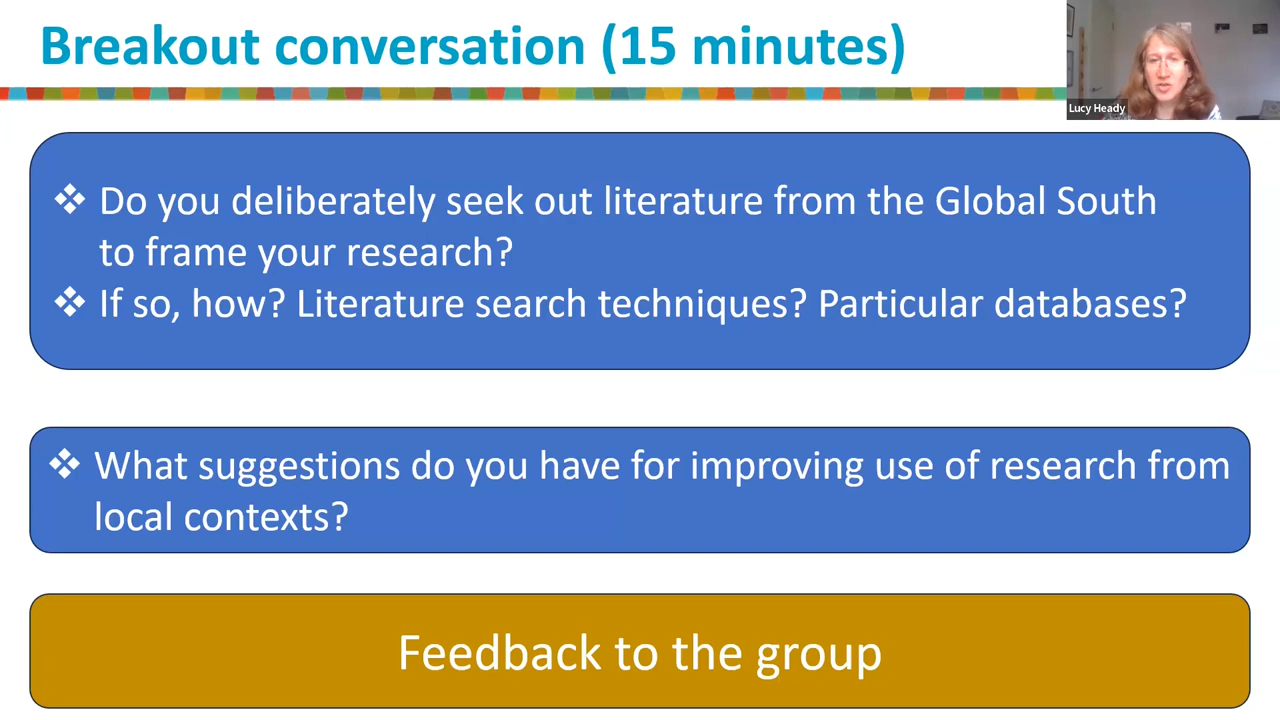 Breakout conversation (15 minutes)
Lucy Heady
❖ Do you deliberately seek out literature from the Global South
to frame your research?
❖ If so, how? Literature search techniques? Particular databases?
❖ What suggestions do you have for improving use of research from
local contexts?
Feedback to the group